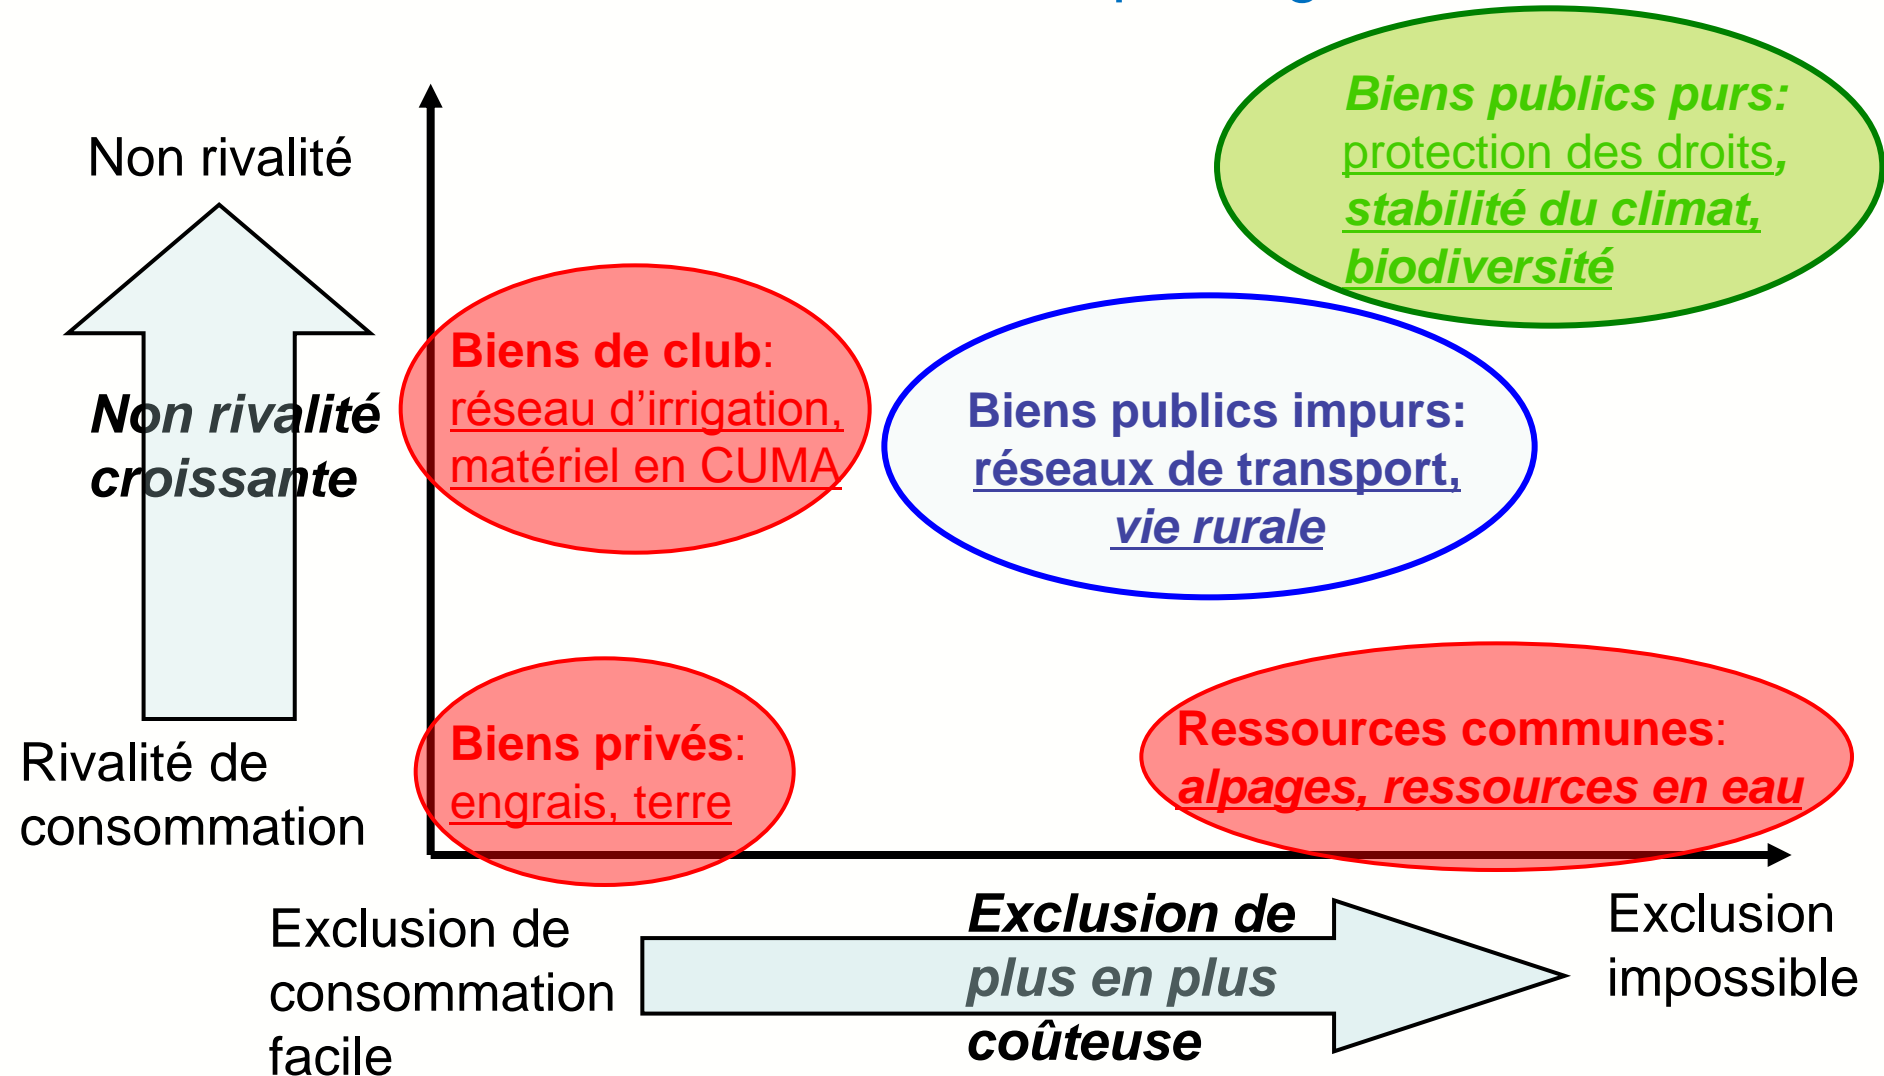 Biens publics purs:
protection des droits,
stabilité du climat,
biodiversité
Non rivalité
Biens de club:
réseau d’irrigation,
matériel en CUMA
Non rivalité
croissante
Biens publics impurs:
réseaux de transport,
vie rurale
Biens privés:
engrais, terre
Ressources communes:
alpages, ressources en eau
Rivalité de
consommation
Exclusion de
consommation
facile
Exclusion de
plus en plus
coûteuse
Exclusion
impossible